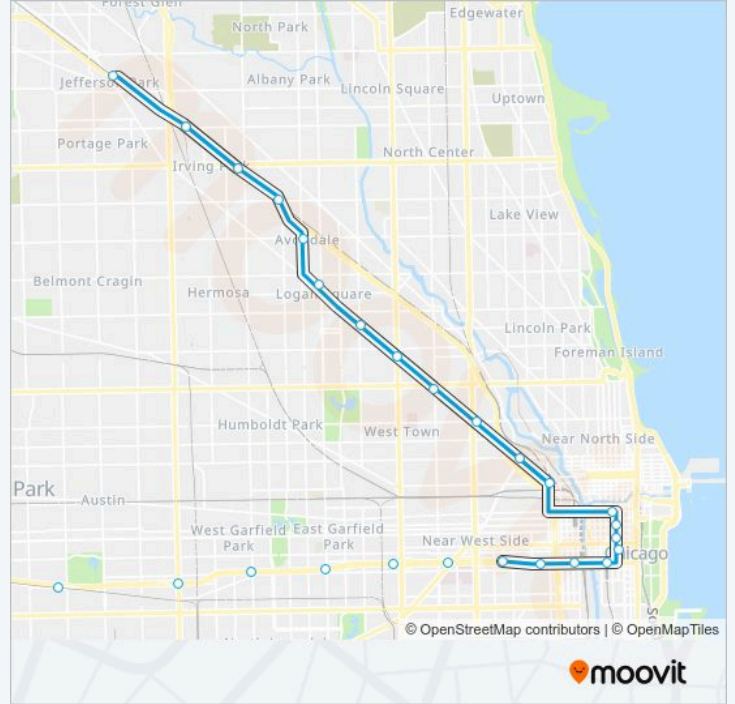 Forest Glen
Edgewater
North Park
Jefferson Park
Albany Park
Lincoln Square
Uptown
Portage Park
North Center
Irving Park
Lake View
Avondale
Belmont Cragin
Hermosa
Logan Square
Lincoln Park
Foreman Island
Humboldt Park
West Town
Near North Side
Park
Austin
West Garfield
Park
East Garfield
Park
Near West Side
Chicago
© OpenStreetMap contributors | © OpenMapTiles
moovit